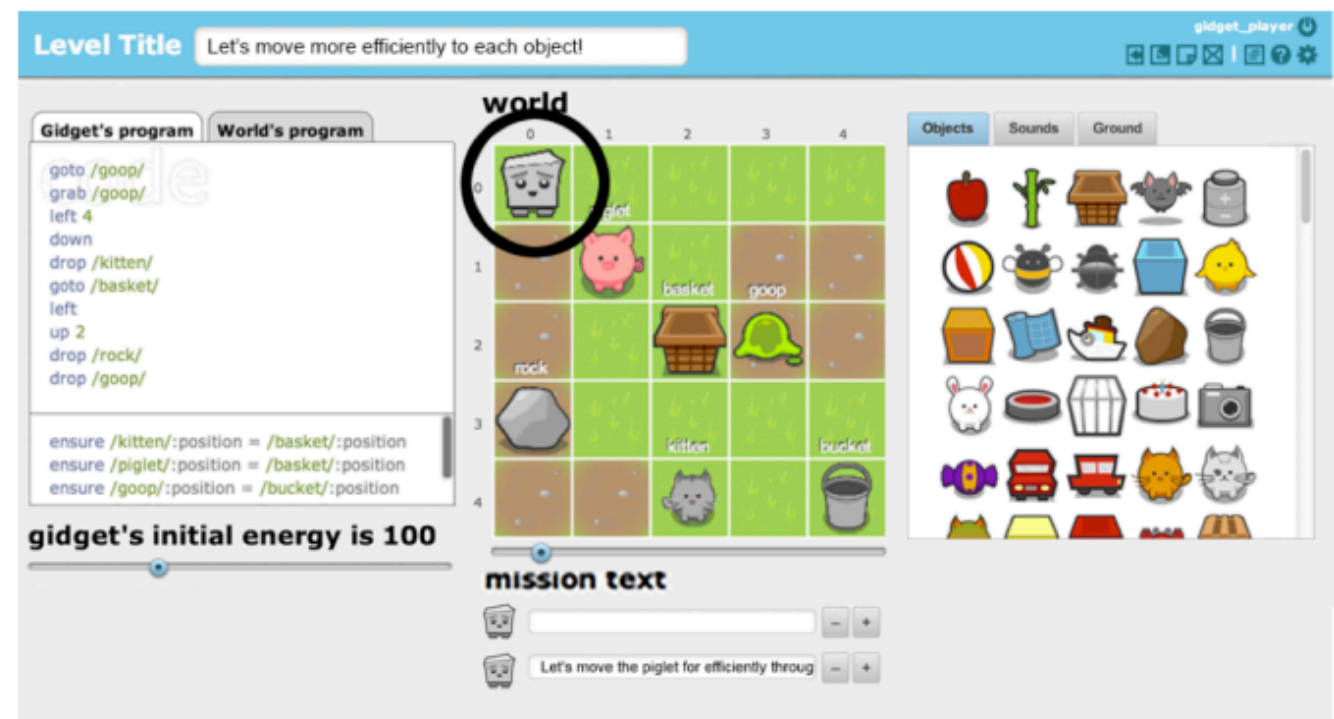 gidget_player
Level Title
Let's move more efficiently to each object!
Gidget's program
World's program
code
goto /goop/
grab /goop/
left 4
down
drop /kitten/
goto /basket/
left
up 2
drop /rock/
drop /goop/
ensure /kitten/:position = /basket/:position
ensure /piglet/:position = /basket/:position
ensure /goop/:position = /bucket/:position
gidget's initial energy is 100
world
0 1 2 3 4
0
piglet
1
basket goop
2
rock
3
kitten bucket
4
mission text
- +
Let's move the piglet for efficiently throug
- +
Objects
Sounds
Ground